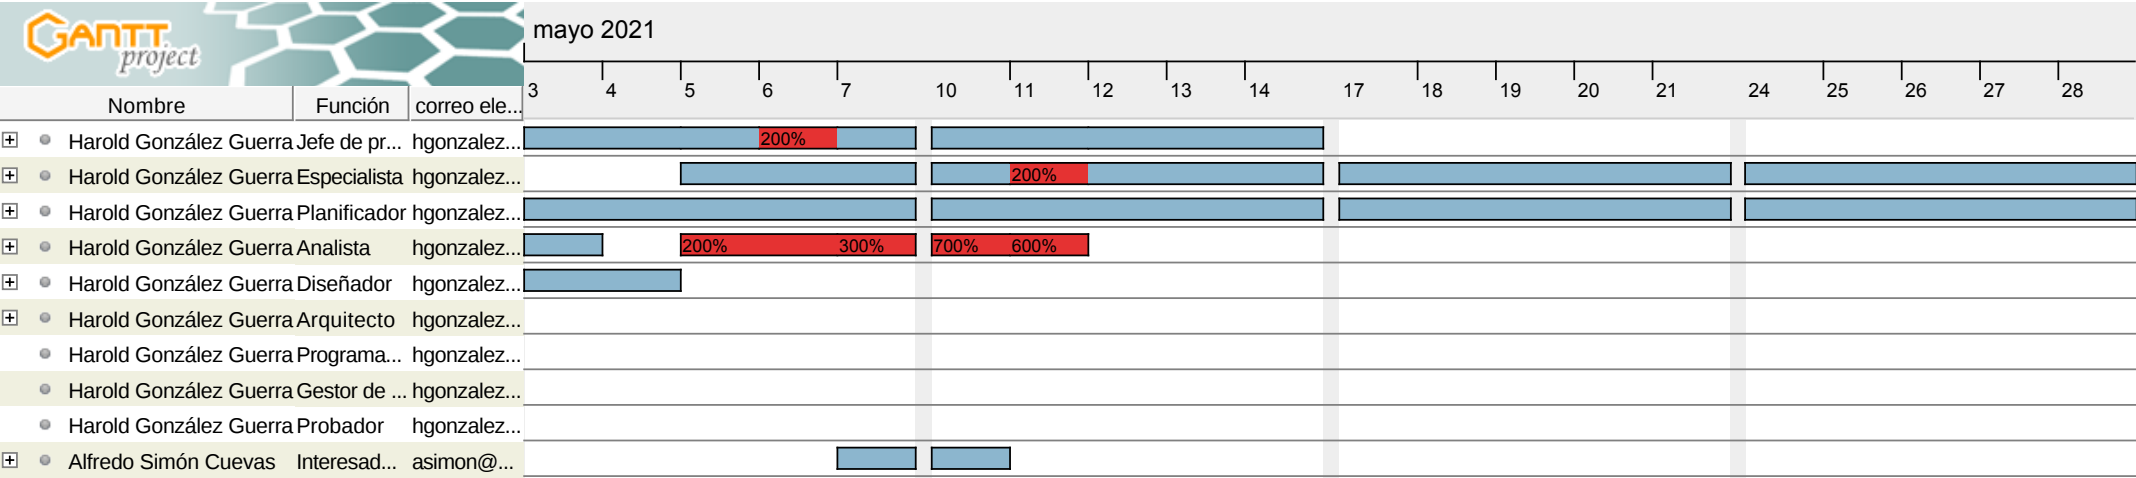 GANTT
project
mayo 2021
3 4 5 6 7 10 11 12 13 14 17 18 19 20 21 24 25 26 27 28
Nombre Función correo ele...
Harold González Guerra Jefe de pr... hgonzalez... 200%
Harold González Guerra Especialista hgonzalez... 200%
Harold González Guerra Planificador hgonzalez...
Harold González Guerra Analista hgonzalez... 200% 300% 700% 600%
Harold González Guerra Diseñador hgonzalez...
Harold González Guerra Arquitecto hgonzalez...
Harold González Guerra Programa... hgonzalez...
Harold González Guerra Gestor de ... hgonzalez...
Harold González Guerra Probador hgonzalez...
Alfredo Simón Cuevas Interesad... asimon@...